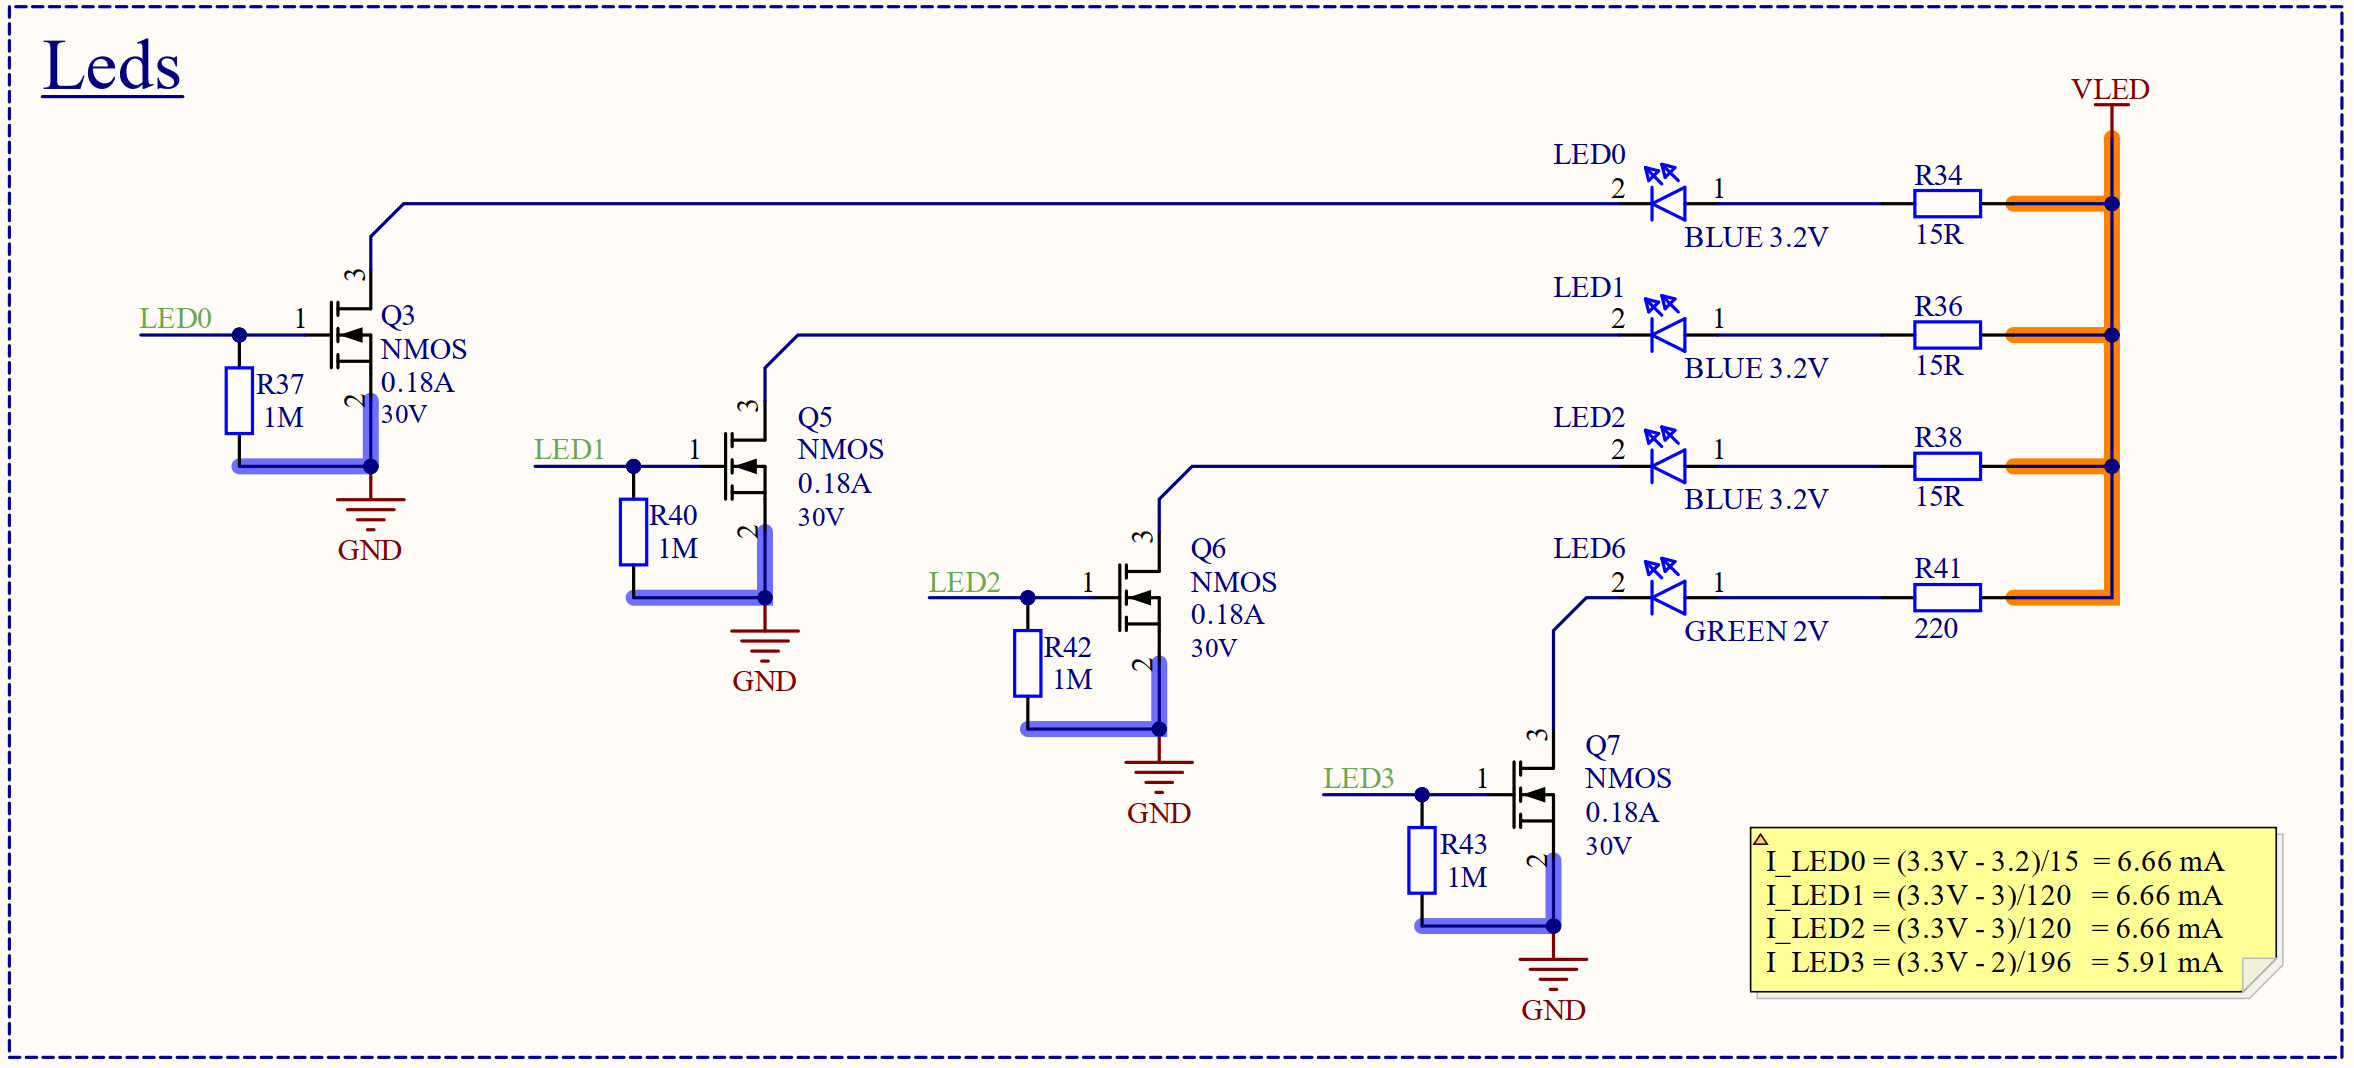 Leds
VLED
LED0
2
1
BLUE 3.2V
R34
15R
LED1
2
1
BLUE 3.2V
R36
15R
LED2
2
1
BLUE 3.2V
R38
15R
LED6
2
1
GREEN 2V
R41
220
LED0
1
3
2
Q3
NMOS
0.18A
30V
R37
1M
GND
LED1
1
3
2
Q5
NMOS
0.18A
30V
R40
1M
GND
LED2
1
3
2
Q6
NMOS
0.18A
30V
R42
1M
GND
LED3
1
3
2
Q7
NMOS
0.18A
30V
R43
1M
GND
I_LED0 = (3.3V - 3.2)/15 = 6.66 mA
I_LED1 = (3.3V - 3)/120 = 6.66 mA
I_LED2 = (3.3V - 3)/120 = 6.66 mA
I_LED3 = (3.3V - 2)/196 = 5.91 mA